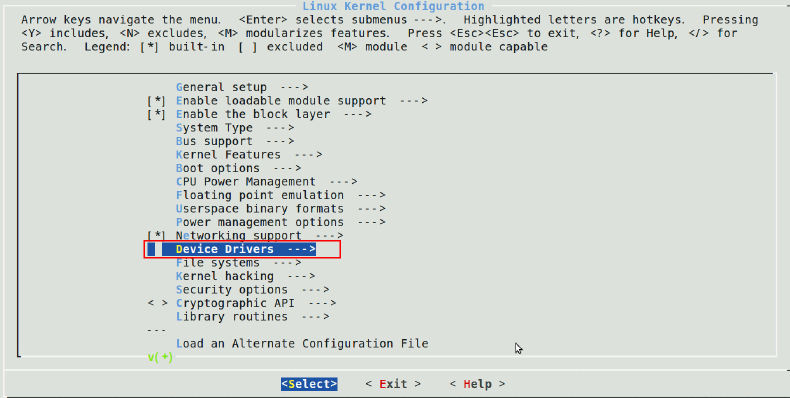 Linux Kernel Configuration
Arrow keys navigate the menu.  <Enter> selects submenus --->.  Highlighted letters are hotkeys.  Pressing
<Y> includes, <N> excludes, <M> modularizes features.  Press <Esc><Esc> to exit, <?> for Help, </> for
Search.  Legend: [*] built-in  [ ] excluded  <M> module  < > module capable
General setup  --->
[*] Enable loadable module support  --->
[*] Enable the block layer  --->
System Type  --->
Bus support  --->
Kernel Features  --->
Boot options  --->
CPU Power Management  --->
Floating point emulation  --->
Userspace binary formats  --->
Power management options  --->
[*] Networking support  --->
Device Drivers  --->
File systems  --->
Kernel hacking  --->
Security options  --->
< > Cryptographic API  --->
Library routines  --->
---
Load an Alternate Configuration File
v(+)
<Select>    < Exit >    < Help >